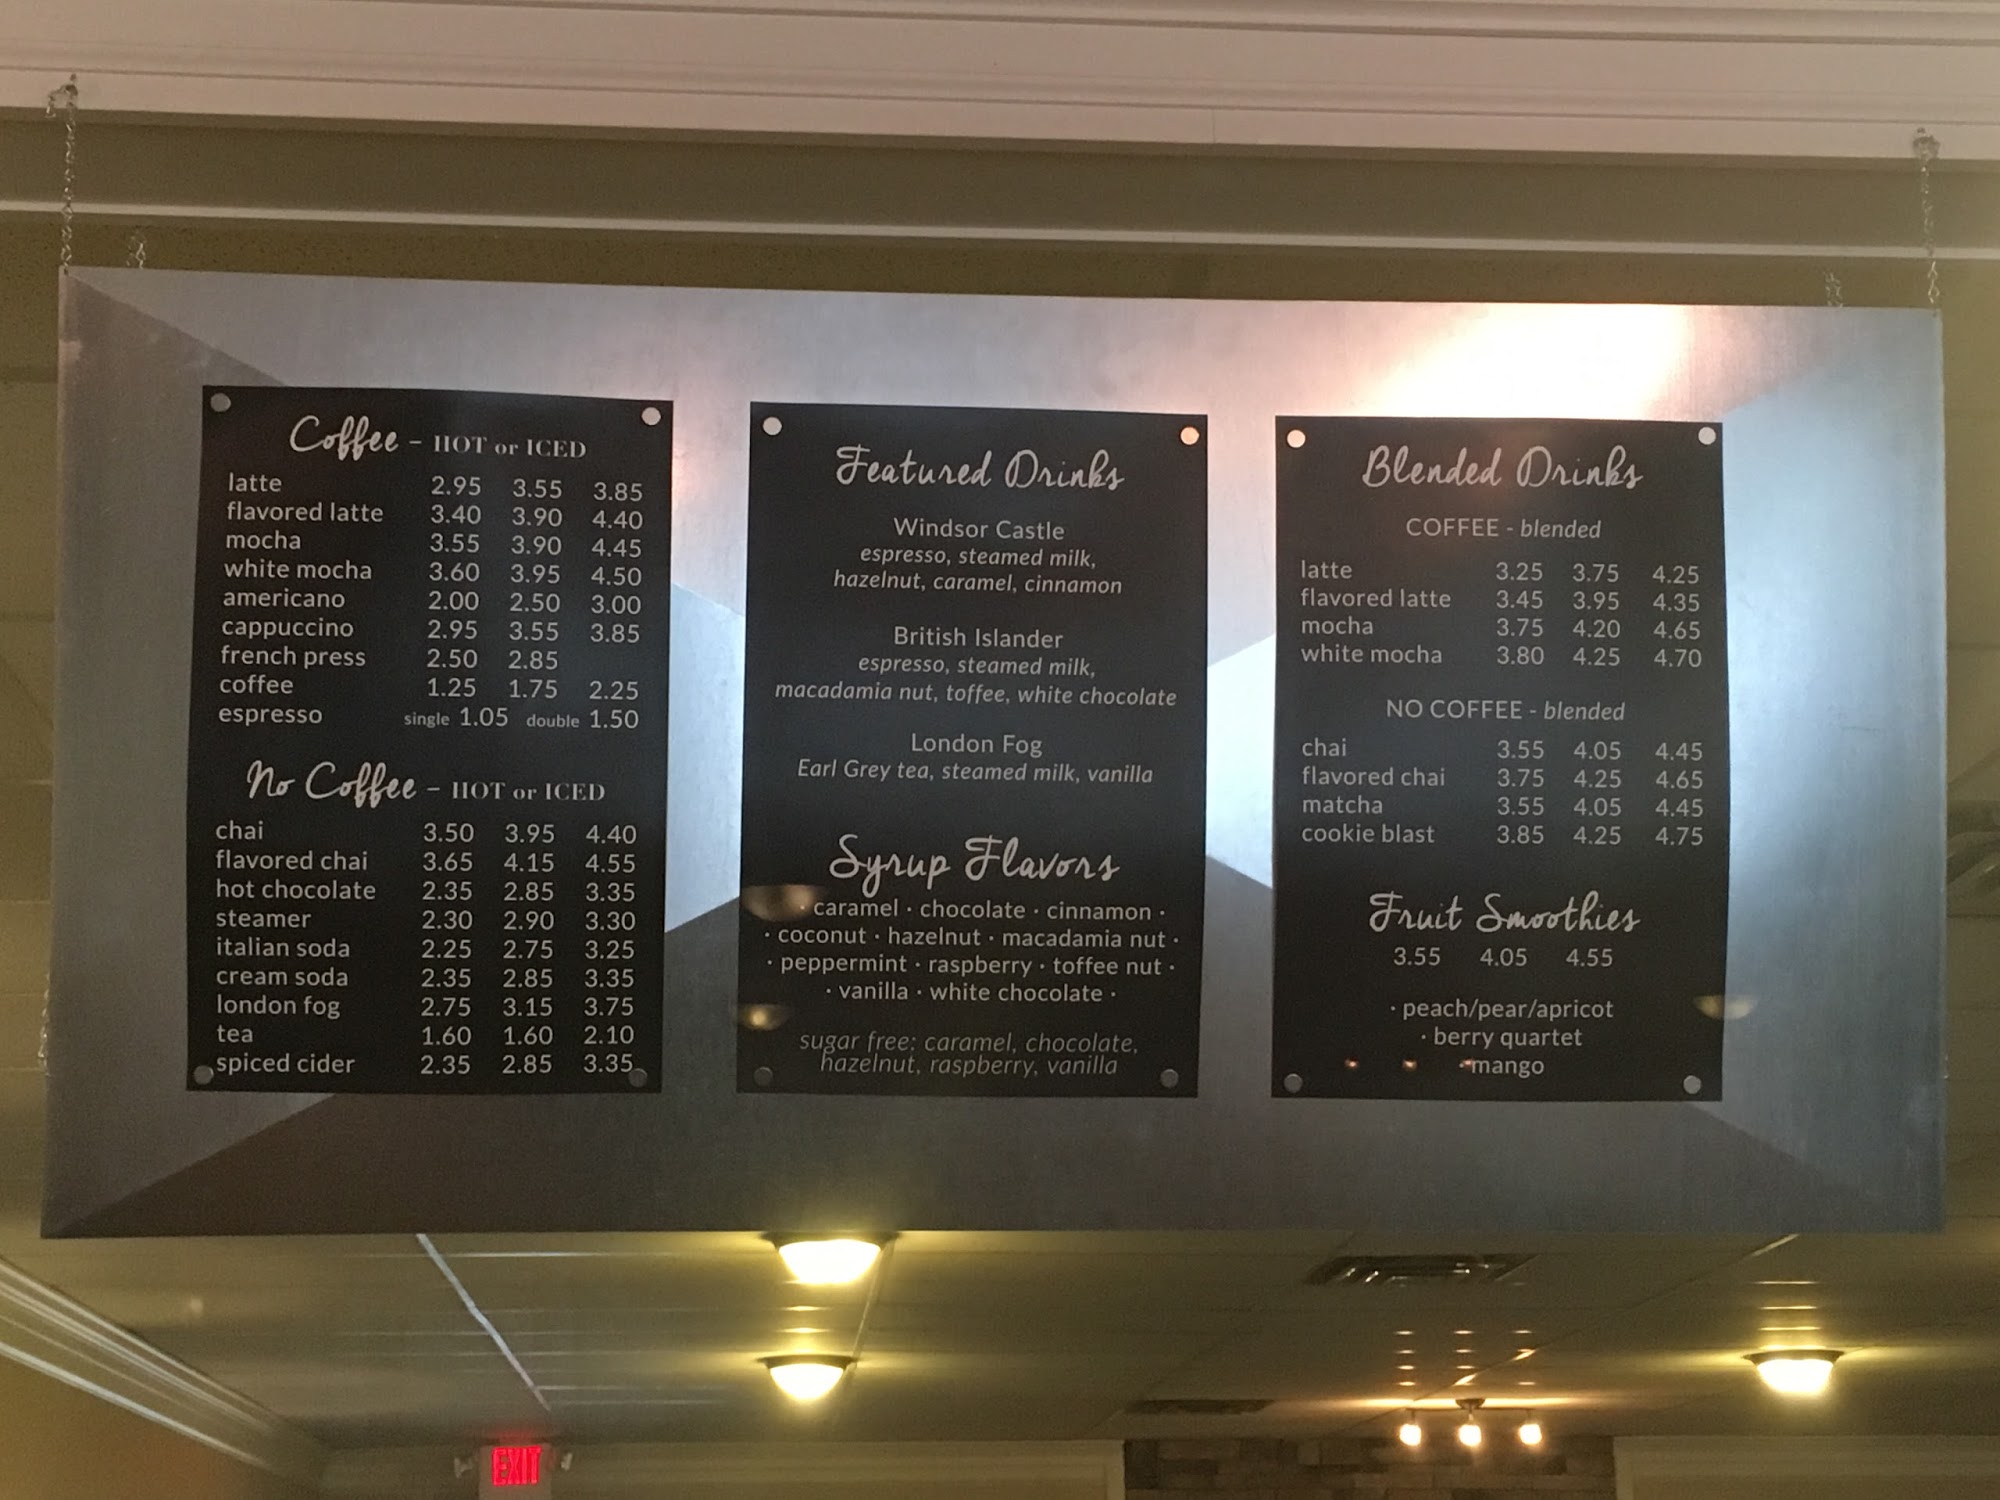 Coffee - HOT or ICED
latte 2.95 3.55 3.85
flavored latte 3.40 3.90 4.40
mocha 3.55 3.90 4.45
white mocha 3.60 3.95 4.50
americano 2.00 2.50 3.00
cappuccino 2.95 3.55 3.85
french press 2.50 2.85
coffee 1.25 1.75 2.25
espresso single 1.05 double 1.50
No Coffee - HOT or ICED
chai 3.50 3.95 4.40
flavored chai 3.65 4.15 4.55
hot chocolate 2.35 2.85 3.35
steamer 2.30 2.90 3.30
italian soda 2.25 2.75 3.25
cream soda 2.35 2.85 3.35
london fog 2.75 3.15 3.75
tea 1.60 1.60 2.10
spiced cider 2.35 2.85 3.35
Featured Drinks
Windsor Castle
espresso, steamed milk,
hazelnut, caramel, cinnamon
British Islander
espresso, steamed milk,
macadamia nut, toffee, white chocolate
London Fog
Earl Grey tea, steamed milk, vanilla
Syrup Flavors
· caramel · chocolate · cinnamon ·
· coconut · hazelnut · macadamia nut ·
· peppermint · raspberry · toffee nut ·
· vanilla · white chocolate ·
sugar free: caramel, chocolate,
hazelnut, raspberry, vanilla
Blended Drinks
COFFEE - blended
latte 3.25 3.75 4.25
flavored latte 3.45 3.95 4.35
mocha 3.75 4.20 4.65
white mocha 3.80 4.25 4.70
NO COFFEE - blended
chai 3.55 4.05 4.45
flavored chai 3.75 4.25 4.65
matcha 3.55 4.05 4.45
cookie blast 3.85 4.25 4.75
Fruit Smoothies
3.55 4.05 4.55
· peach/pear/apricot
· berry quartet
· mango
EXIT